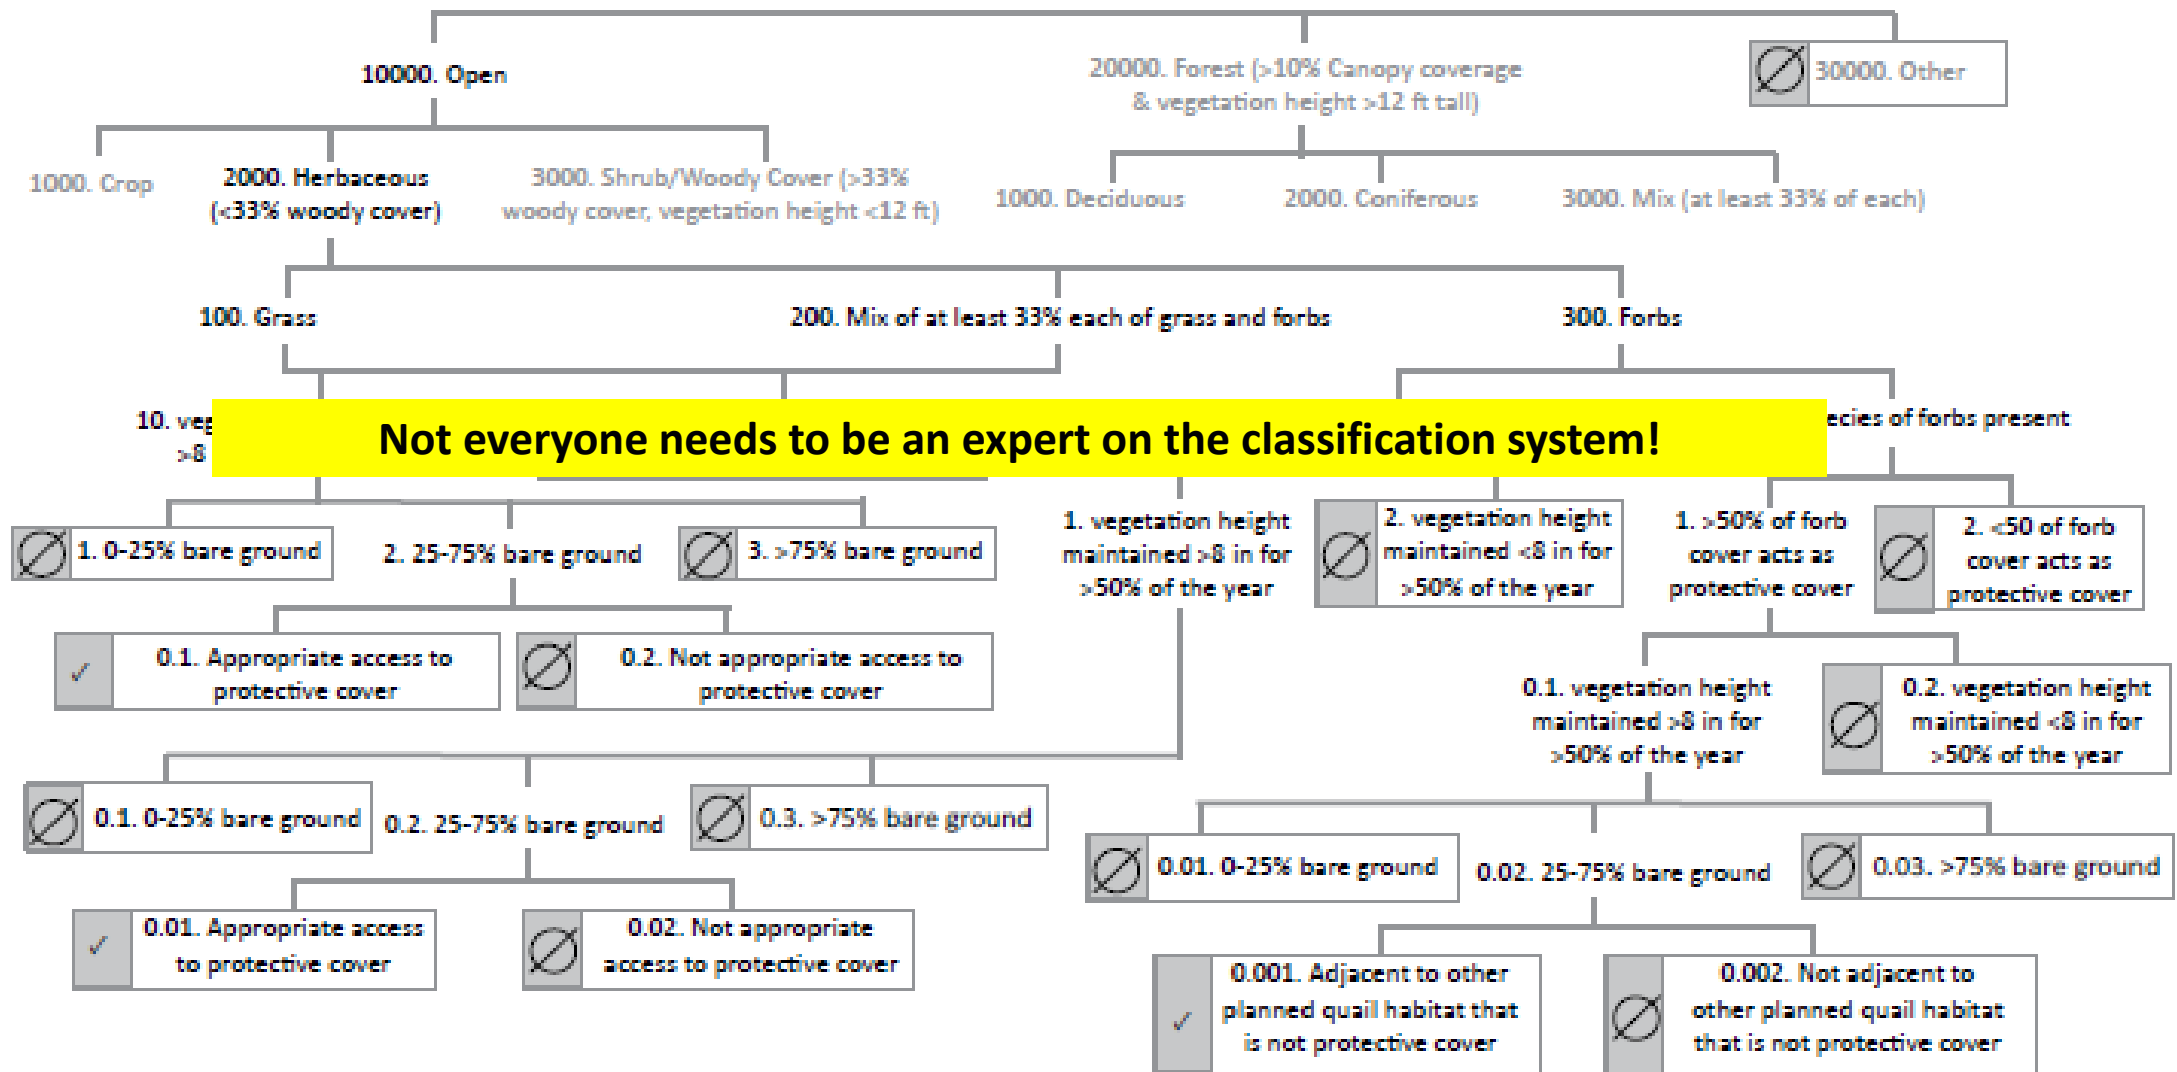 10000. Open
20000. Forest (>10% Canopy coverage
& vegetation height >12 ft tall)
30000. Other
1000. Crop
2000. Herbaceous
(<33% woody cover)
3000. Shrub/Woody Cover (>33%
woody cover, vegetation height <12 ft)
1000. Deciduous
2000. Coniferous
3000. Mix (at least 33% of each)
100. Grass
200. Mix of at least 33% each of grass and forbs
300. Forbs
10. veg
>8
Not everyone needs to be an expert on the classification system!
ecies of forbs present
1. 0-25% bare ground
2. 25-75% bare ground
3. >75% bare ground
1. vegetation height
maintained >8 in for
>50% of the year
2. vegetation height
maintained <8 in for
>50% of the year
1. >50% of forb
cover acts as
protective cover
2. <50 of forb
cover acts as
protective cover
✓
0.1. Appropriate access to
protective cover
0.2. Not appropriate access to
protective cover
0.1. vegetation height
maintained >8 in for
>50% of the year
0.2. vegetation height
maintained <8 in for
>50% of the year
0.1. 0-25% bare ground
0.2. 25-75% bare ground
0.3. >75% bare ground
0.01. 0-25% bare ground
0.02. 25-75% bare ground
0.03. >75% bare ground
✓
0.01. Appropriate access
to protective cover
0.02. Not appropriate
access to protective cover
✓
0.001. Adjacent to other
planned quail habitat that
is not protective cover
0.002. Not adjacent to
other planned quail habitat
that is not protective cover